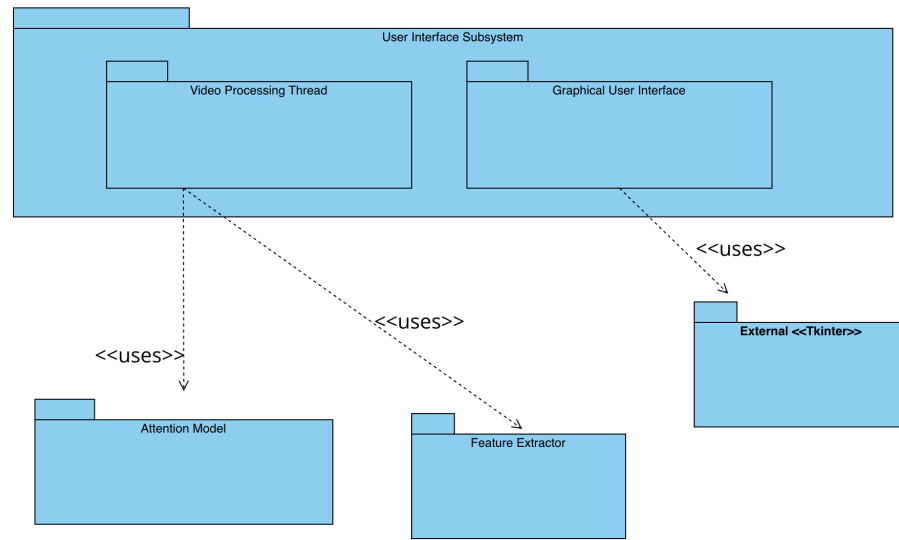 User Interface Subsystem
Video Processing Thread
Graphical User Interface
<<uses>>
<<uses>>
<<uses>>
External <<Tkinter>>
Attention Model
Feature Extractor